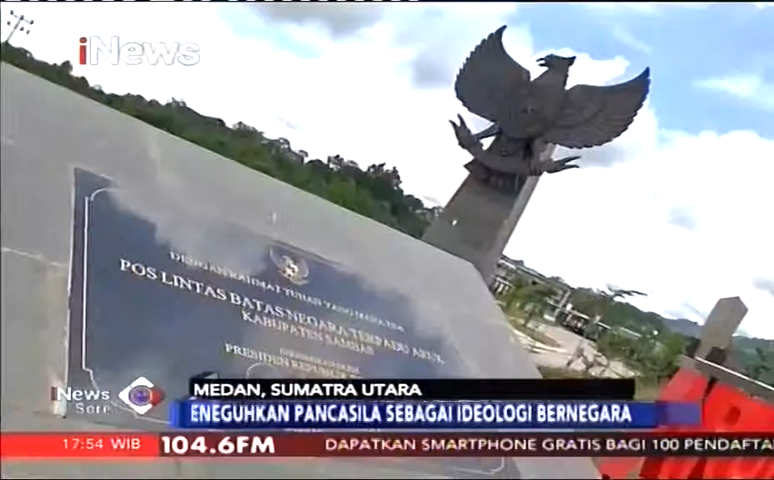 iNews
DENGAN RAHMAT TUHAN YANG MAHA ESA
POS LINTAS BATAS NEGARA TERPADU ARUK
KABUPATEN SAMBAS
PRESIDEN REPUBLIK
MEDAN, SUMATRA UTARA
iNews
Sore
ENEGUHKAN PANCASILA SEBAGAI IDEOLOGI BERNEGARA
17:54 WIB
104.6FM
DAPATKAN SMARTPHONE GRATIS BAGI 100 PENDAFTA